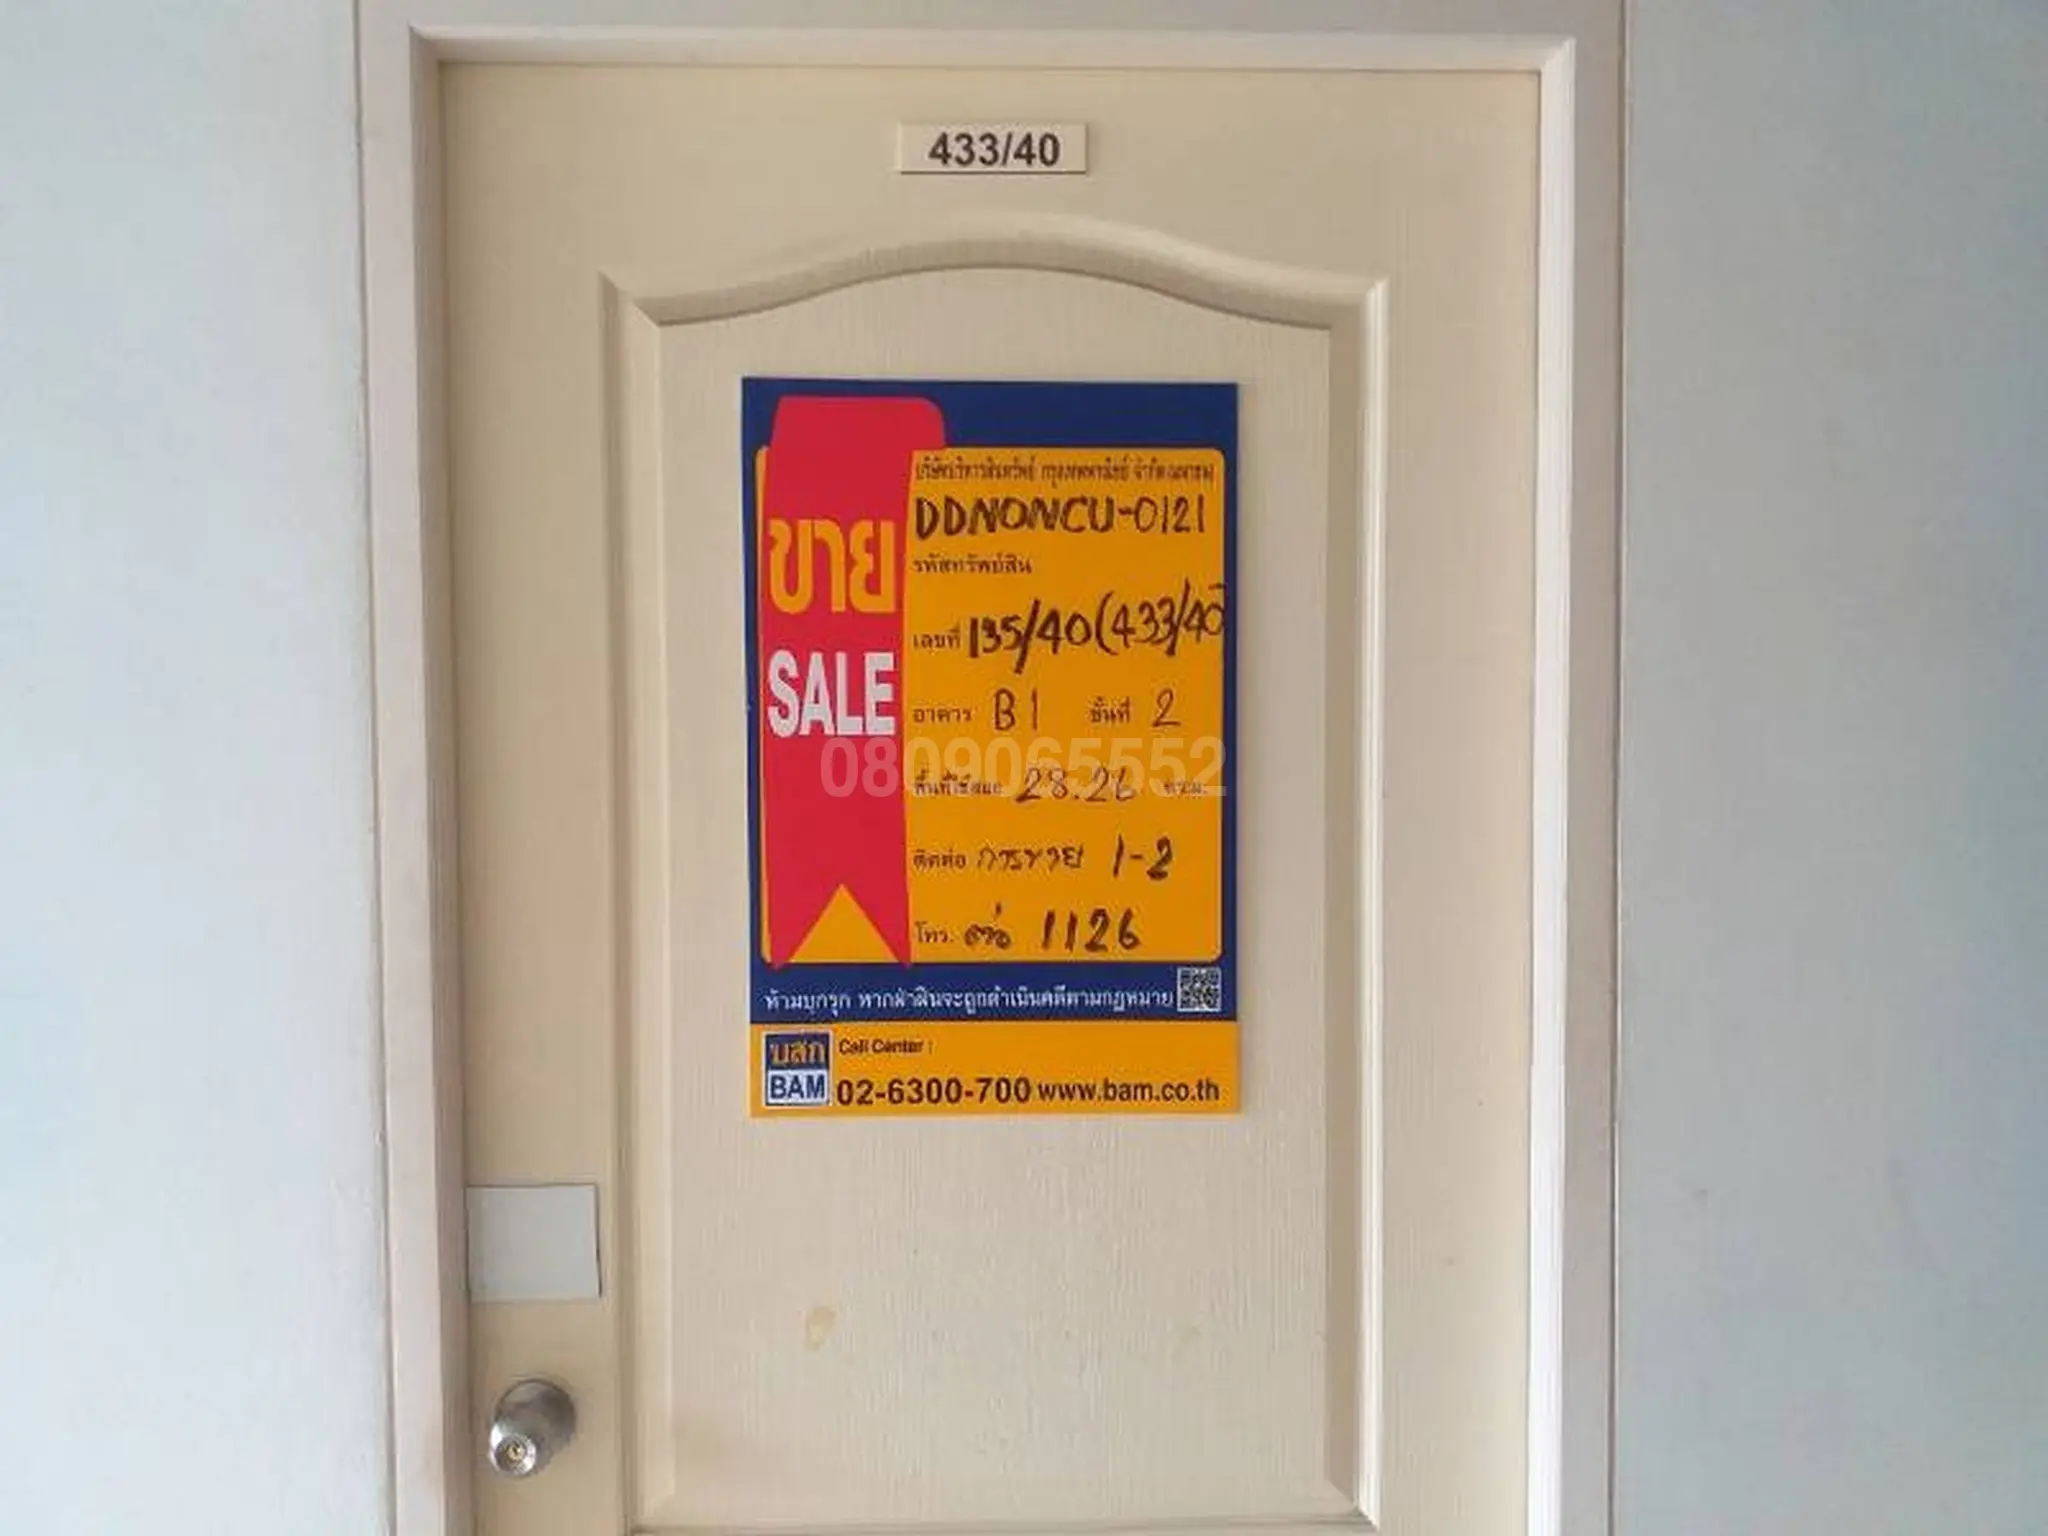 433/40
บริษัทบริหารสินทรัพย์ กรุงเทพพาณิชย์ จำกัด (มหาชน)
DDNONCU-0121
รหัสทรัพย์สิน
ขาย
SALE
เลขที่ 135/40 (433/40)
อาคาร B1 ชั้นที่ 2
0809065552
พื้นที่ใช้สอย 28.26 ตร.ม.
ติดต่อ การขาย 1-2
โทร. ต่อ 1126
ห้ามบุกรุก หากฝ่าฝืนจะถูกดำเนินคดีตามกฎหมาย
บสก
BAM
Call Center :
02-6300-700 www.bam.co.th